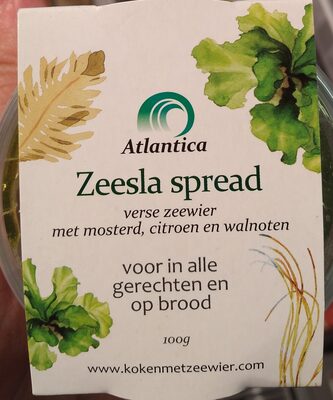 Atlantica
Zeesla spread
verse zeewier
met mosterd, citroen en walnoten
voor in alle
gerechten en
op brood
100g
www.kokenmetzeewier.com